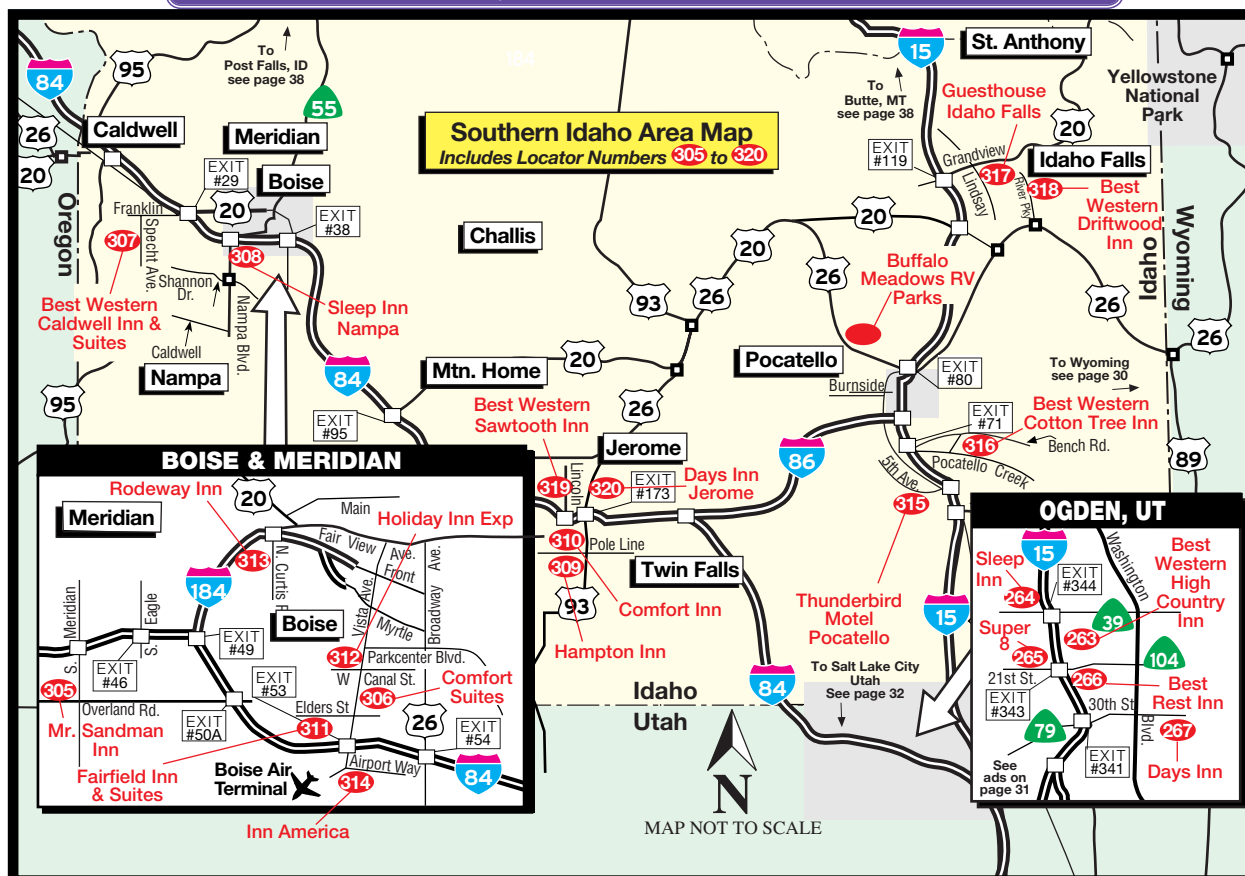 Southern Idaho Area Map
Includes Locator Numbers 305 to 320
To
Post Falls, ID
see page 38
184
84
95
26
20
Caldwell
Meridian
55
Boise
EXIT
#29
20
EXIT
#38
Franklin
Specht Ave.
307
308
Shannon
Dr.
Nampa Blvd.
Caldwell
Oregon
Best Western
Caldwell Inn &
Suites
Sleep Inn
Nampa
Nampa
95
84
EXIT
#95
Mtn. Home
20
Challis
93
26
20
20
26
26
15
St. Anthony
To
Butte, MT
see page 38
Guesthouse
Idaho Falls
20
Yellowstone
National
Park
EXIT
#119
Grandview
Lindsay
317
Idaho Falls
River Pky
318
Best
Western
Driftwood
Inn
Idaho
Wyoming
26
26
Buffalo
Meadows RV
Parks
Pocatello
Burnside
EXIT
#80
To Wyoming
see page 30
EXIT
#71
Best Western
Cotton Tree Inn
316
Bench Rd.
Pocatello Creek
5th Ave.
315
89
86
Thunderbird
Motel
Pocatello
15
Best Western
Sawtooth Inn
Jerome
319
Lincoln
320
EXIT
#173
Days Inn
Jerome
310
309
Pole Line
93
Twin Falls
Comfort Inn
Hampton Inn
84
Idaho
Utah
To Salt Lake City
Utah
See page 32
N
MAP NOT TO SCALE
BOISE & MERIDIAN
Rodeway Inn
20
Main
Meridian
Holiday Inn Exp
Fair View
Ave.
Front
Ave.
313
N. Curtis R
184
Boise
Vista Ave.
Myrtle
Broadway
S. Meridian
S. Eagle
EXIT
#49
EXIT
#46
312
Parkcenter Blvd.
W
Canal St.
306
Comfort
Suites
305
Overland Rd.
EXIT
#53
Elders St
EXIT
#50A
311
26
EXIT
#54
Mr. Sandman
Inn
Fairfield Inn
& Suites
Boise Air
Terminal
Airport Way
314
84
Inn America
OGDEN, UT
15
Washington
Best
Western
High
Country
Inn
Sleep
Inn
264
EXIT
#344
39
263
Super
8
265
104
21st St.
266
Best
Rest Inn
EXIT
#343
30th St
79
Blvd.
267
See
ads on
page 31
EXIT
#341
Days Inn